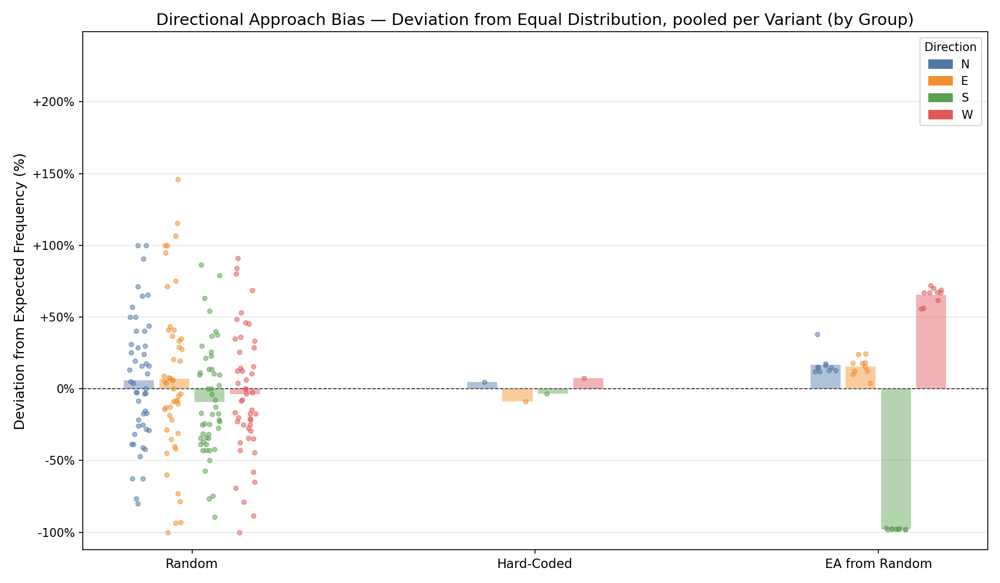 Directional Approach Bias — Deviation from Equal Distribution, pooled per Variant (by Group)
Direction
N
E
S
W
Deviation from Expected Frequency (%)
+200%
+150%
+100%
+50%
0%
-50%
-100%
Random
Hard-Coded
EA from Random